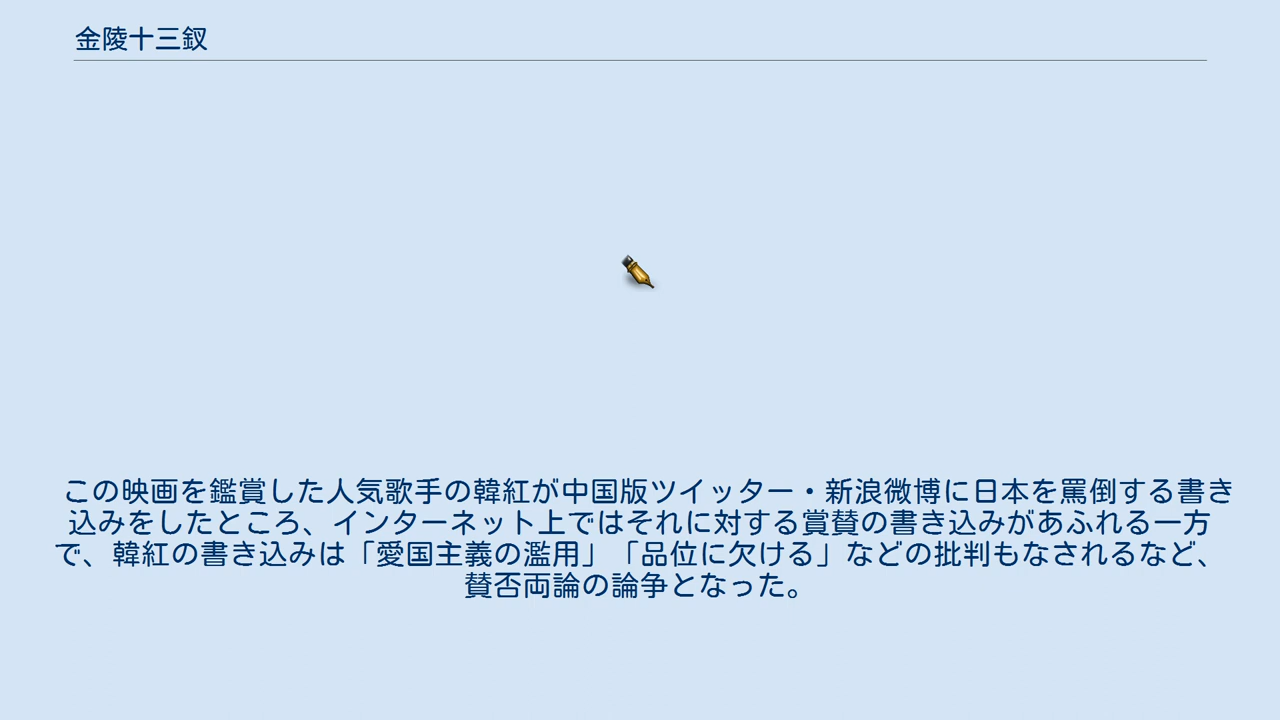 金陵十三釵
この映画を鑑賞した人気歌手の韓紅が中国版ツイッター・新浪微博に日本を罵倒する書き
込みをしたところ、インターネット上ではそれに対する賞賛の書き込みがあふれる一方
で、韓紅の書き込みは「愛国主義の濫用」「品位に欠ける」などの批判もなされるなど、
賛否両論の論争となった。